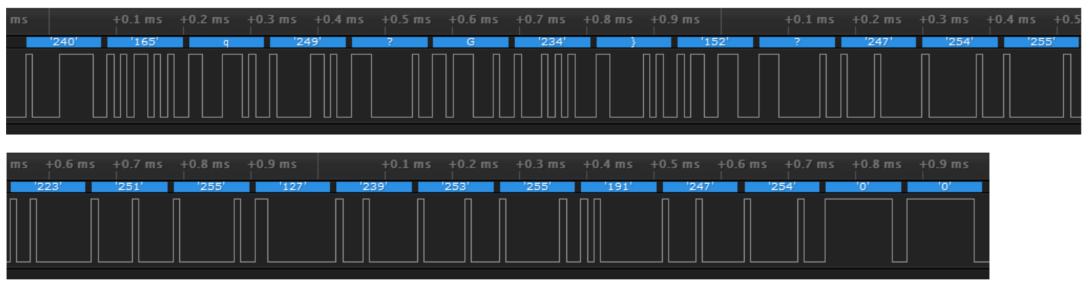 ms +0.1 ms +0.2 ms +0.3 ms +0.4 ms +0.5 ms +0.6 ms +0.7 ms +0.8 ms +0.9 ms +0.1 ms +0.2 ms +0.3 ms +0.4 ms +0.5
'240' '165' q '249' ? G '234' } '152' ? '247' '254' '255'
ms +0.6 ms +0.7 ms +0.8 ms +0.9 ms +0.1 ms +0.2 ms +0.3 ms +0.4 ms +0.5 ms +0.6 ms +0.7 ms +0.8 ms +0.9 ms
'223' '251' '255' '127' '239' '253' '255' '191' '247' '254' '0' '0'